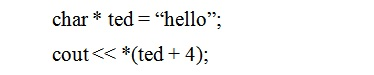 char * ted = “hello”;
cout << *(ted + 4);